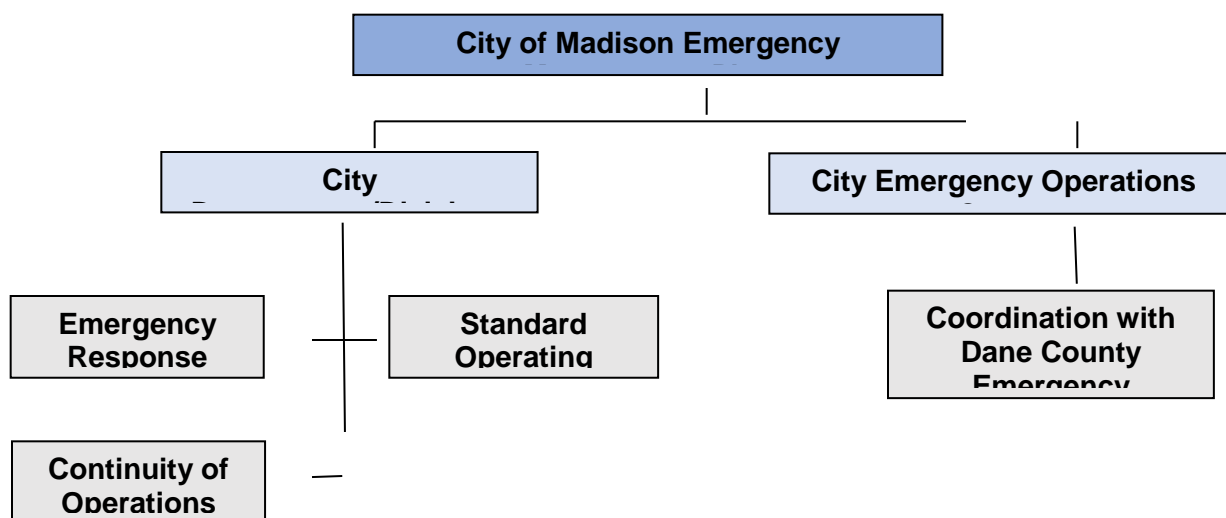 City of Madison Emergency
City
City Emergency Operations
Emergency
Response
Standard
Operating
Coordination with
Dane County
Emergency
Continuity of
Operations